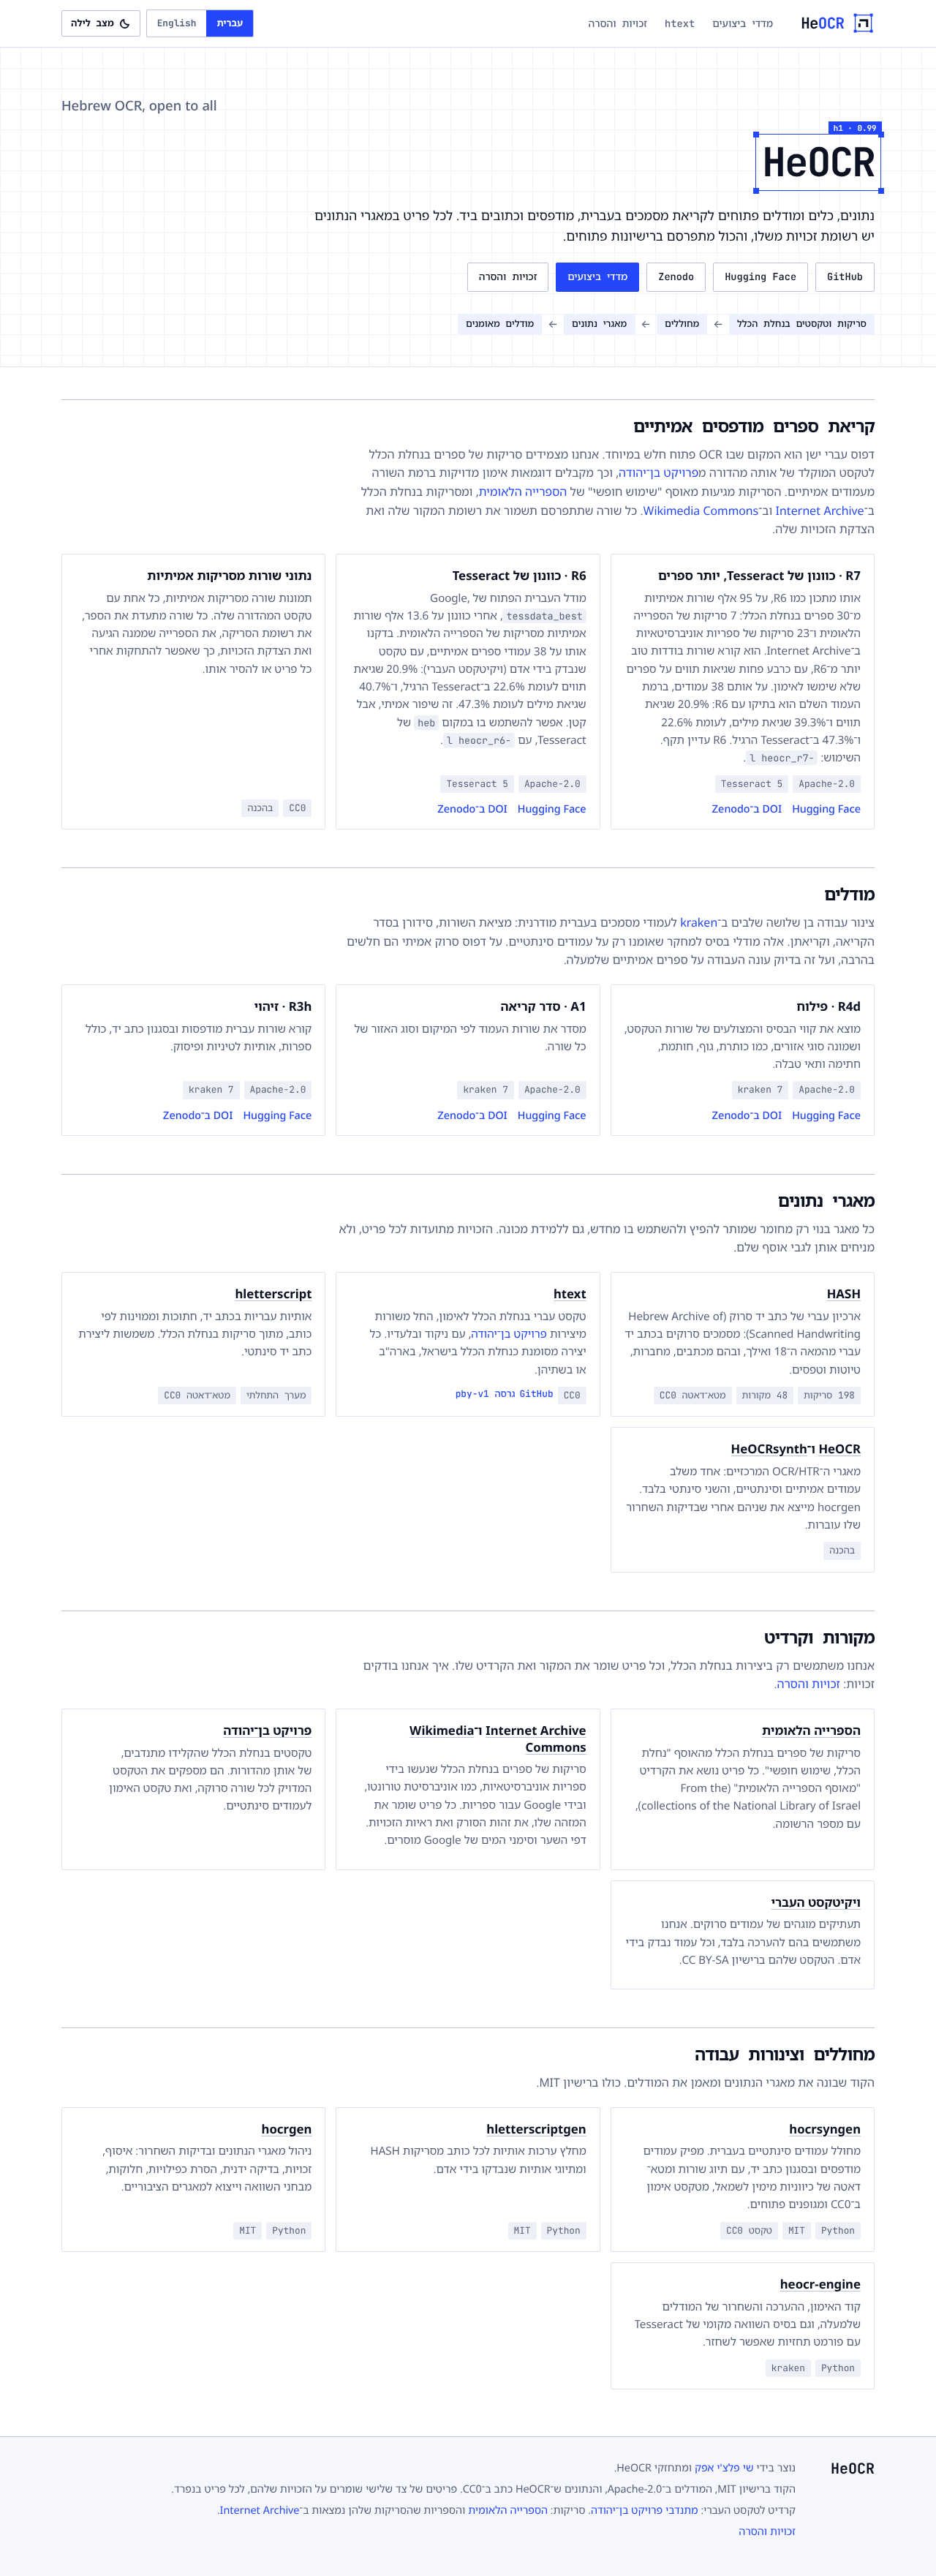 ה HeOCR מדדי ביצועים htext זכויות והסרה עברית English מצב לילה
Hebrew OCR, open to all
h1 · 0.99
HeOCR
נתונים, כלים ומודלים פתוחים לקריאת מסמכים בעברית, מודפסים וכתובים ביד. לכל פריט במאגרי הנתונים
יש רשומת זכויות משלו, והכול מתפרסם ברישיונות פתוחים.
GitHub Hugging Face Zenodo מדדי ביצועים זכויות והסרה
סריקות וטקסטים בנחלת הכלל ← מחוללים ← מאגרי נתונים ← מודלים מאומנים
קריאת ספרים מודפסים אמיתיים
דפוס עברי ישן הוא המקום שבו OCR פתוח חלש במיוחד. אנחנו מצמידים סריקות של ספרים בנחלת הכלל
לטקסט המוקלד של אותה מהדורה מפרויקט בן־יהודה, וכך מקבלים דוגמאות אימון מדויקות ברמת השורה
מעמודים אמיתיים. הסריקות מגיעות מאוסף "שימוש חופשי" של הספרייה הלאומית, ומסריקות בנחלת הכלל
ב־Internet Archive וב־Wikimedia Commons. כל שורה שתתפרסם תשמור את רשומת המקור שלה ואת
הצדקת הזכויות שלה.
R7 · כוונון של Tesseract, יותר ספרים
אותו מתכון כמו R6, על 95 אלף שורות אמיתיות
מ־30 ספרים בנחלת הכלל: 7 סריקות של הספרייה
הלאומית ו־23 סריקות של ספריות אוניברסיטאיות
ב־Internet Archive. הוא קורא שורות בודדות טוב
יותר מ־R6, עם כרבע פחות שגיאות תווים על ספרים
שלא שימשו לאימון. על אותם 38 עמודים, ברמת
העמוד השלם הוא בתיקו עם R6: 20.9% שגיאת
תווים ו־39.3% שגיאת מילים, לעומת 22.6%
ו־47.3% ב־Tesseract הרגיל. R6 עדיין תקף.
השימוש: -l heocr_r7.
Apache-2.0 Tesseract 5
Hugging Face DOI ב־Zenodo
R6 · כוונון של Tesseract
מודל העברית הפתוח של Google,
tessdata_best, אחרי כוונון על 13.6 אלף שורות
אמיתיות מסריקות של הספרייה הלאומית. בדקנו
אותו על 38 עמודי ספרים אמיתיים, עם טקסט
שנבדק בידי אדם (ויקיטקסט העברי): 20.9% שגיאת
תווים לעומת 22.6% ב־Tesseract הרגיל, ו־40.7%
שגיאת מילים לעומת 47.3%. זה שיפור אמיתי, אבל
קטן. אפשר להשתמש בו במקום heb של
Tesseract, עם -l heocr_r6.
Apache-2.0 Tesseract 5
Hugging Face DOI ב־Zenodo
נתוני שורות מסריקות אמיתיות
תמונות שורה מסריקות אמיתיות, כל אחת עם
טקסט המהדורה שלה. כל שורה מתעדת את הספר,
את רשומת הסריקה, את הספרייה שממנה הגיעה
ואת הצדקת הזכויות, כך שאפשר להתחקות אחרי
כל פריט או להסיר אותו.
CC0 בהכנה
מודלים
צינור עבודה בן שלושה שלבים ב־kraken לעמודי מסמכים בעברית מודרנית: מציאת השורות, סידורן בסדר
הקריאה, וקריאתן. אלה מודלי בסיס למחקר שאומנו רק על עמודים סינתטיים. על דפוס סרוק אמיתי הם חלשים
בהרבה, ועל זה בדיוק עונה העבודה על ספרים אמיתיים שלמעלה.
R4d · פילוח
מוצא את קווי הבסיס והמצולעים של שורות הטקסט,
ושמונה סוגי אזורים, כמו כותרת, גוף, חותמת,
חתימה ותאי טבלה.
Apache-2.0 kraken 7
Hugging Face DOI ב־Zenodo
A1 · סדר קריאה
מסדר את שורות העמוד לפי המיקום וסוג האזור של
כל שורה.
Apache-2.0 kraken 7
Hugging Face DOI ב־Zenodo
R3h · זיהוי
קורא שורות עברית מודפסות ובסגנון כתב יד, כולל
ספרות, אותיות לטיניות ופיסוק.
Apache-2.0 kraken 7
Hugging Face DOI ב־Zenodo
מאגרי נתונים
כל מאגר בנוי רק מחומר שמותר להפיץ ולהשתמש בו מחדש, גם ללמידת מכונה. הזכויות מתועדות לכל פריט, ולא
מניחים אותן לגבי אוסף שלם.
HASH
ארכיון עברי של כתב יד סרוק (Hebrew Archive of
Scanned Handwriting): מסמכים סרוקים בכתב יד
עברי מהמאה ה־18 ואילך, ובהם מכתבים, מחברות,
טיוטות וטפסים.
198 סריקות 48 מקורות מטא־דאטה CC0
htext
טקסט עברי בנחלת הכלל לאימון, החל משורות
מיצירות פרויקט בן־יהודה, עם ניקוד ובלעדיו. כל
יצירה מסומנת כנחלת הכלל בישראל, בארה"ב
או בשתיהן.
CC0 GitHub גרסה pby-v1
hletterscript
אותיות עבריות בכתב יד, חתוכות וממוינות לפי
כותב, מתוך סריקות בנחלת הכלל. משמשות ליצירת
כתב יד סינתטי.
מערך התחלתי מטא־דאטה CC0
HeOCR ו־HeOCRsynth
מאגרי ה־OCR/HTR המרכזיים: אחד משלב
עמודים אמיתיים וסינתטיים, והשני סינתטי בלבד.
hocrgen מייצא את שניהם אחרי שבדיקות השחרור
שלו עוברות.
בהכנה
מקורות וקרדיט
אנחנו משתמשים רק ביצירות בנחלת הכלל, וכל פריט שומר את המקור ואת הקרדיט שלו. איך אנחנו בודקים
זכויות: זכויות והסרה.
הספרייה הלאומית
סריקות של ספרים בנחלת הכלל מהאוסף "נחלת
הכלל, שימוש חופשי". כל פריט נושא את הקרדיט
"מאוסף הספרייה הלאומית" (From the
collections of the National Library of Israel),
עם מספר הרשומה.
Internet Archive ו־Wikimedia
Commons
סריקות של ספרים בנחלת הכלל שנעשו בידי
ספריות אוניברסיטאיות, כמו אוניברסיטת טורונטו,
ובידי Google עבור ספריות. כל פריט שומר את
המזהה שלו, את זהות הסורק ואת ראיות הזכויות.
דפי השער וסימני המים של Google מוסרים.
פרויקט בן־יהודה
טקסטים בנחלת הכלל שהקלידו מתנדבים,
של אותן מהדורות. הם מספקים את הטקסט
המדויק לכל שורה סרוקה, ואת טקסט האימון
לעמודים סינתטיים.
ויקיטקסט העברי
תעתיקים מוגהים של עמודים סרוקים. אנחנו
משתמשים בהם להערכה בלבד, וכל עמוד נבדק בידי
אדם. הטקסט שלהם ברישיון CC BY-SA.
מחוללים וצינורות עבודה
הקוד שבונה את מאגרי הנתונים ומאמן את המודלים. כולו ברישיון MIT.
hocrsyngen
מחולל עמודים סינתטיים בעברית. מפיק עמודים
מודפסים ובסגנון כתב יד, עם תיוג שורות ומטא־
דאטה של כיווניות מימין לשמאל, מטקסט אימון
ב־CC0 ומגופנים פתוחים.
Python MIT טקסט CC0
hletterscriptgen
מחלץ ערכות אותיות לכל כותב מסריקות HASH
ומתיוגי אותיות שנבדקו בידי אדם.
Python MIT
hocrgen
ניהול מאגרי הנתונים ובדיקות השחרור: איסוף,
זכויות, בדיקה ידנית, הסרת כפילויות, חלוקות,
מבחני השוואה וייצוא למאגרים הציבוריים.
Python MIT
heocr-engine
קוד האימון, ההערכה והשחרור של המודלים
שלמעלה, וגם בסיס השוואה מקומי של Tesseract
עם פורמט תחזיות שאפשר לשחזר.
Python kraken
HeOCR
נוצר בידי שי פלצ'י אפק ומתחזקי HeOCR.
הקוד ברישיון MIT, המודלים ב־Apache-2.0, והנתונים ש־HeOCR כתב ב־CC0. פריטים של צד שלישי שומרים על הזכויות שלהם, לכל פריט בנפרד.
קרדיט לטקסט העברי: מתנדבי פרויקט בן־יהודה. סריקות: הספרייה הלאומית והספריות שהסריקות שלהן נמצאות ב־Internet Archive.
זכויות והסרה